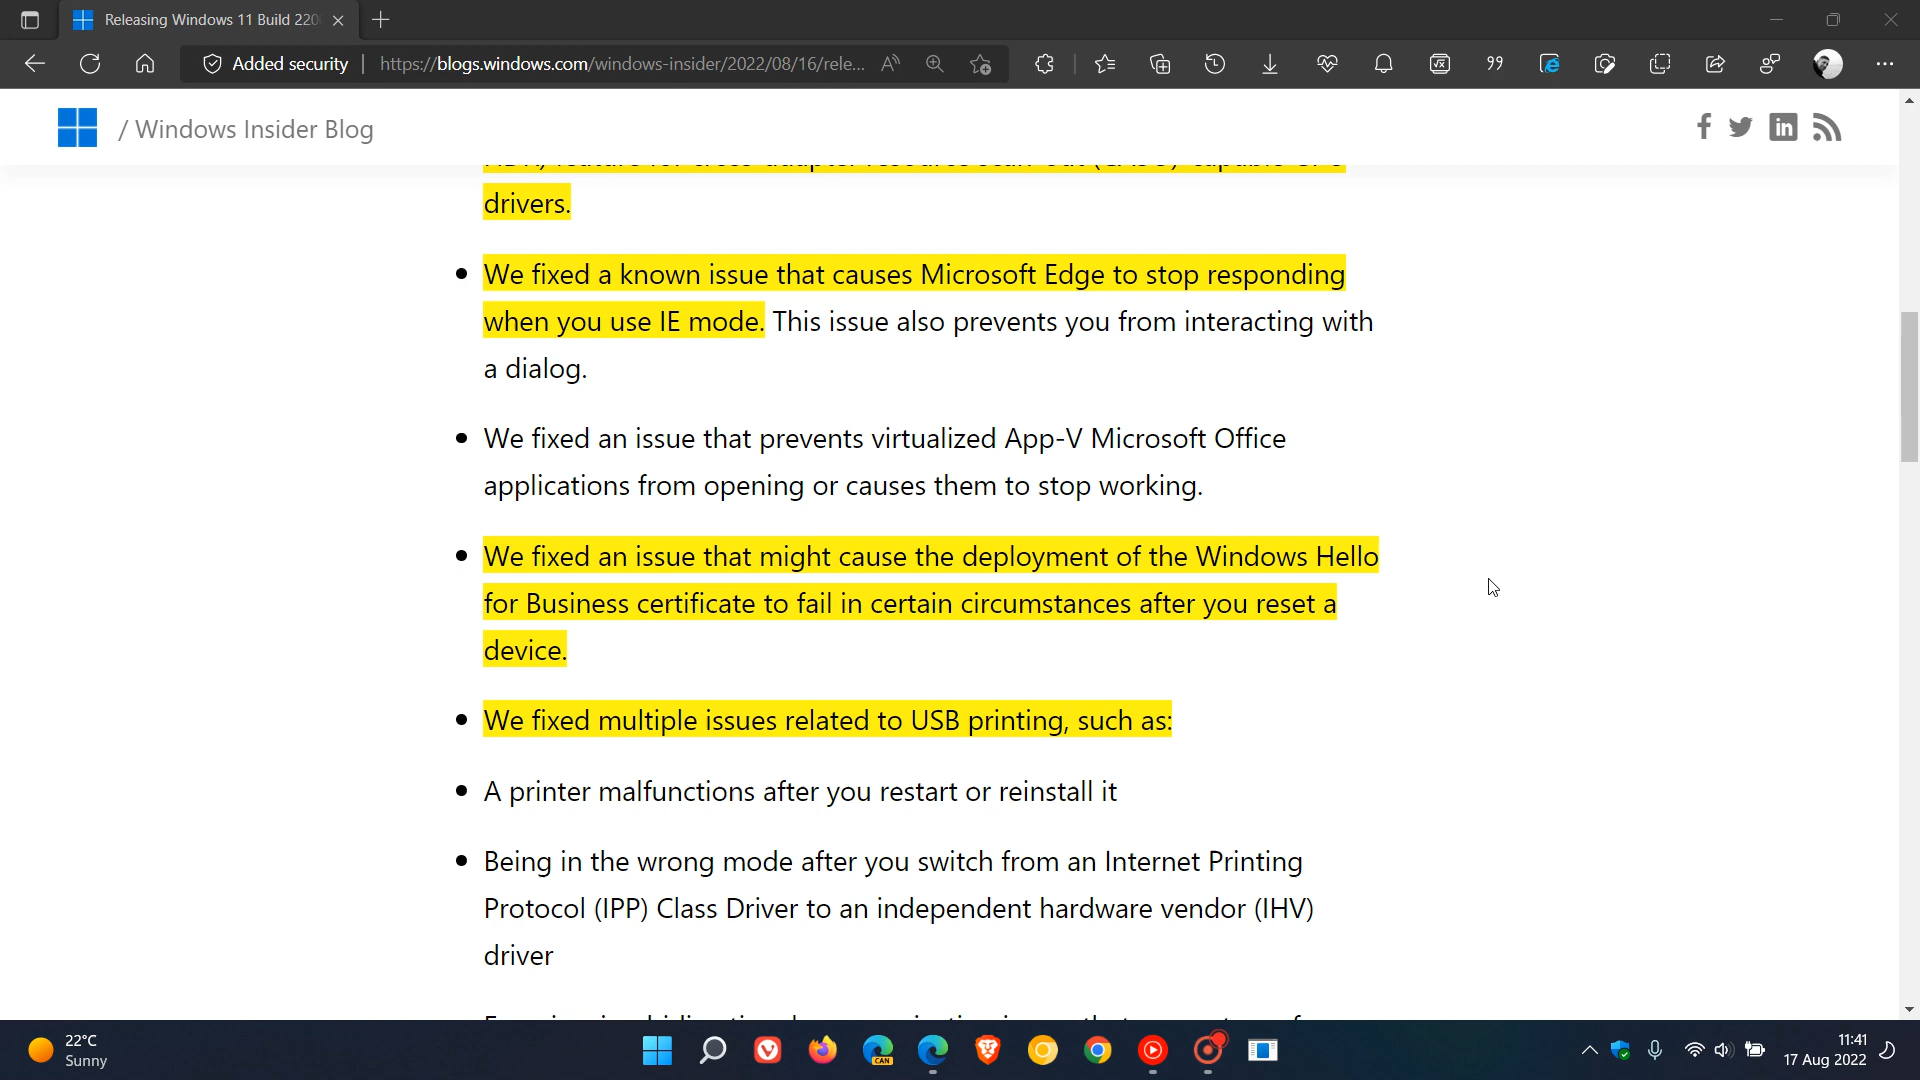 Releasing Windows 11 Build 220
Added security
https://blogs.windows.com/windows-insider/2022/08/16/rele...
/ Windows Insider Blog
drivers.
We fixed a known issue that causes Microsoft Edge to stop responding
when you use IE mode. This issue also prevents you from interacting with
a dialog.
We fixed an issue that prevents virtualized App-V Microsoft Office
applications from opening or causes them to stop working.
We fixed an issue that might cause the deployment of the Windows Hello
for Business certificate to fail in certain circumstances after you reset a
device.
We fixed multiple issues related to USB printing, such as:
A printer malfunctions after you restart or reinstall it
Being in the wrong mode after you switch from an Internet Printing
Protocol (IPP) Class Driver to an independent hardware vendor (IHV)
driver
22°C
Sunny
CAN
11:41
17 Aug 2022